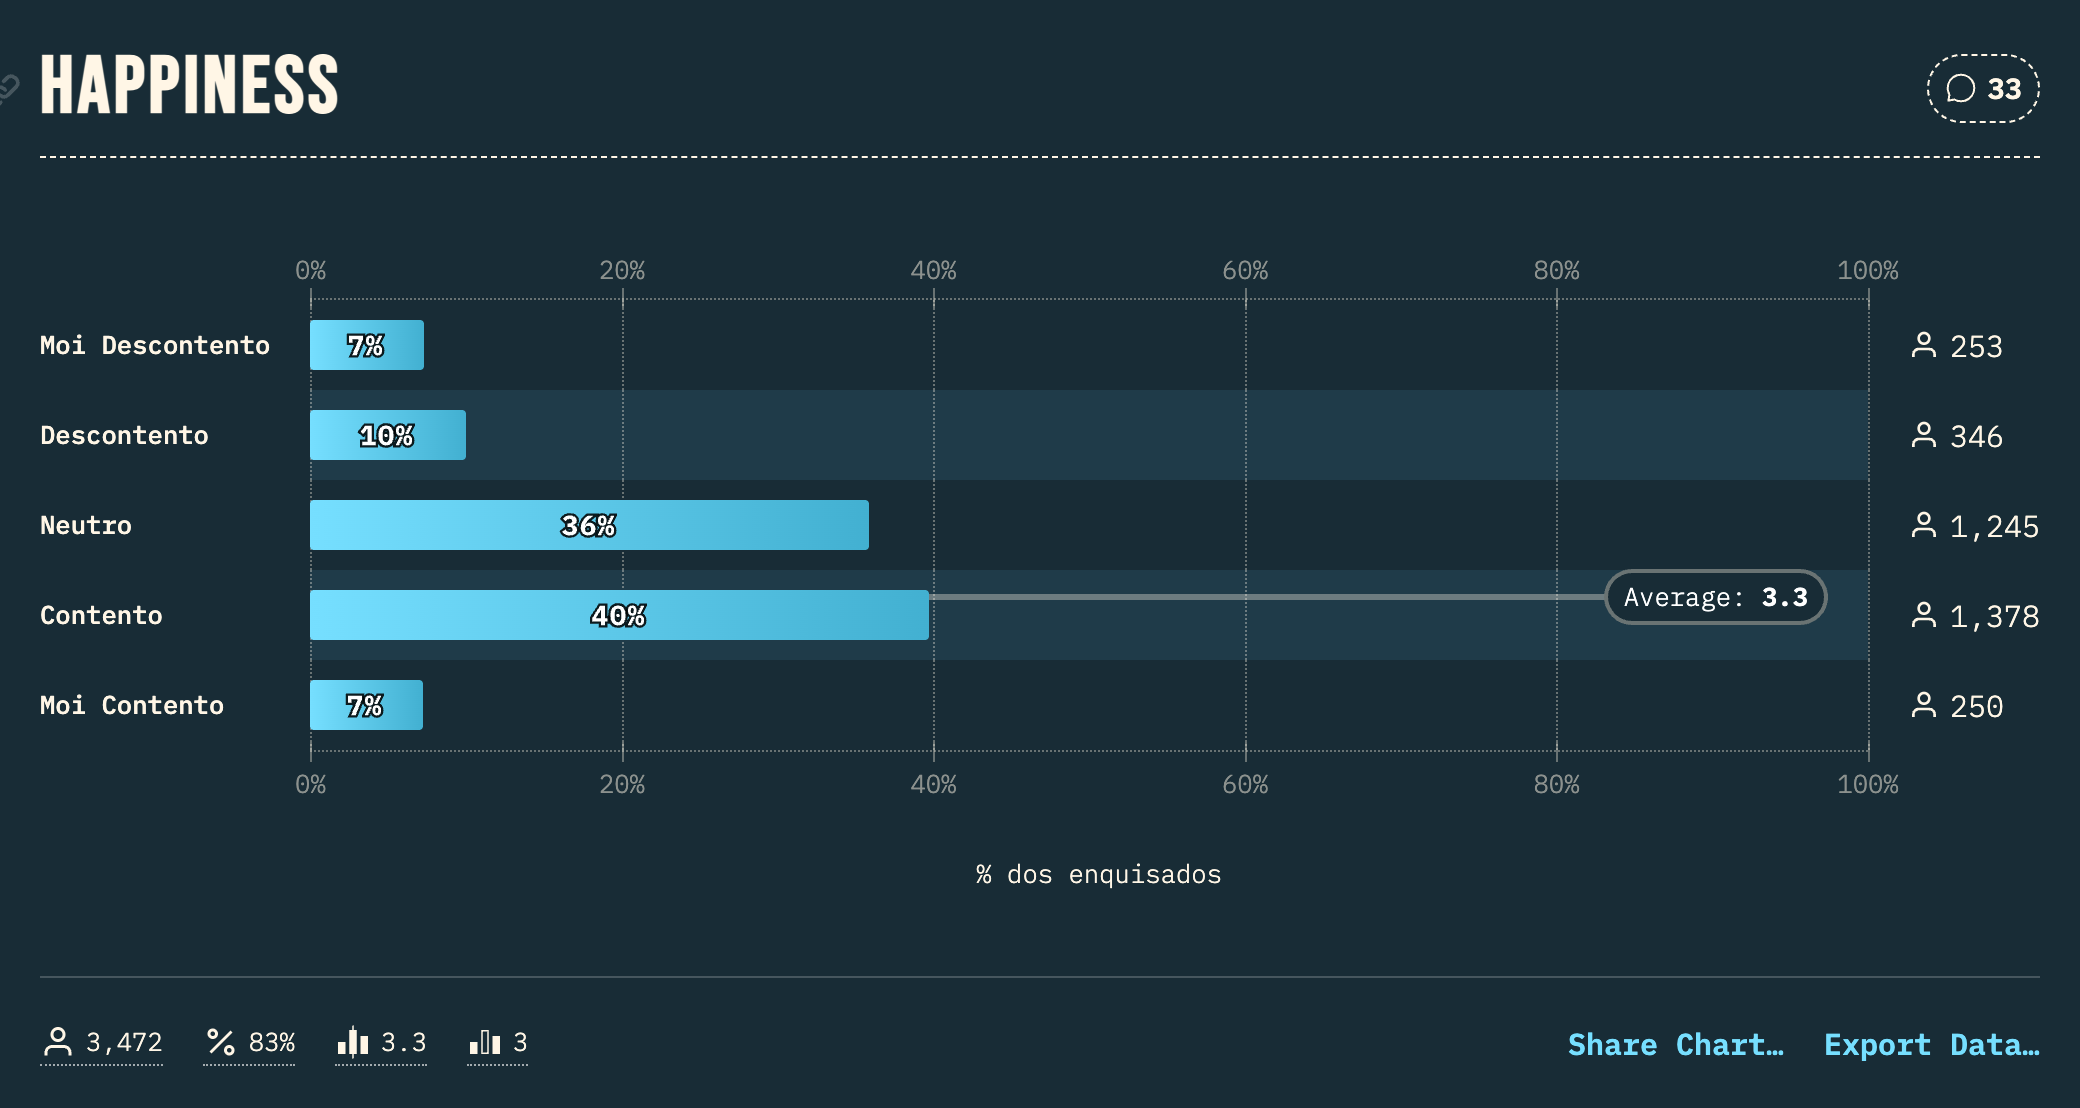 HAPPINESS
33
0% 20% 40% 60% 80% 100%
Moi Descontento 7% 253
Descontento 10% 346
Neutro 36% 1,245
Contento 40% Average: 3.3 1,378
Moi Contento 7% 250
0% 20% 40% 60% 80% 100%
% dos enquisados
3,472 83% 3.3 3 Share Chart… Export Data…